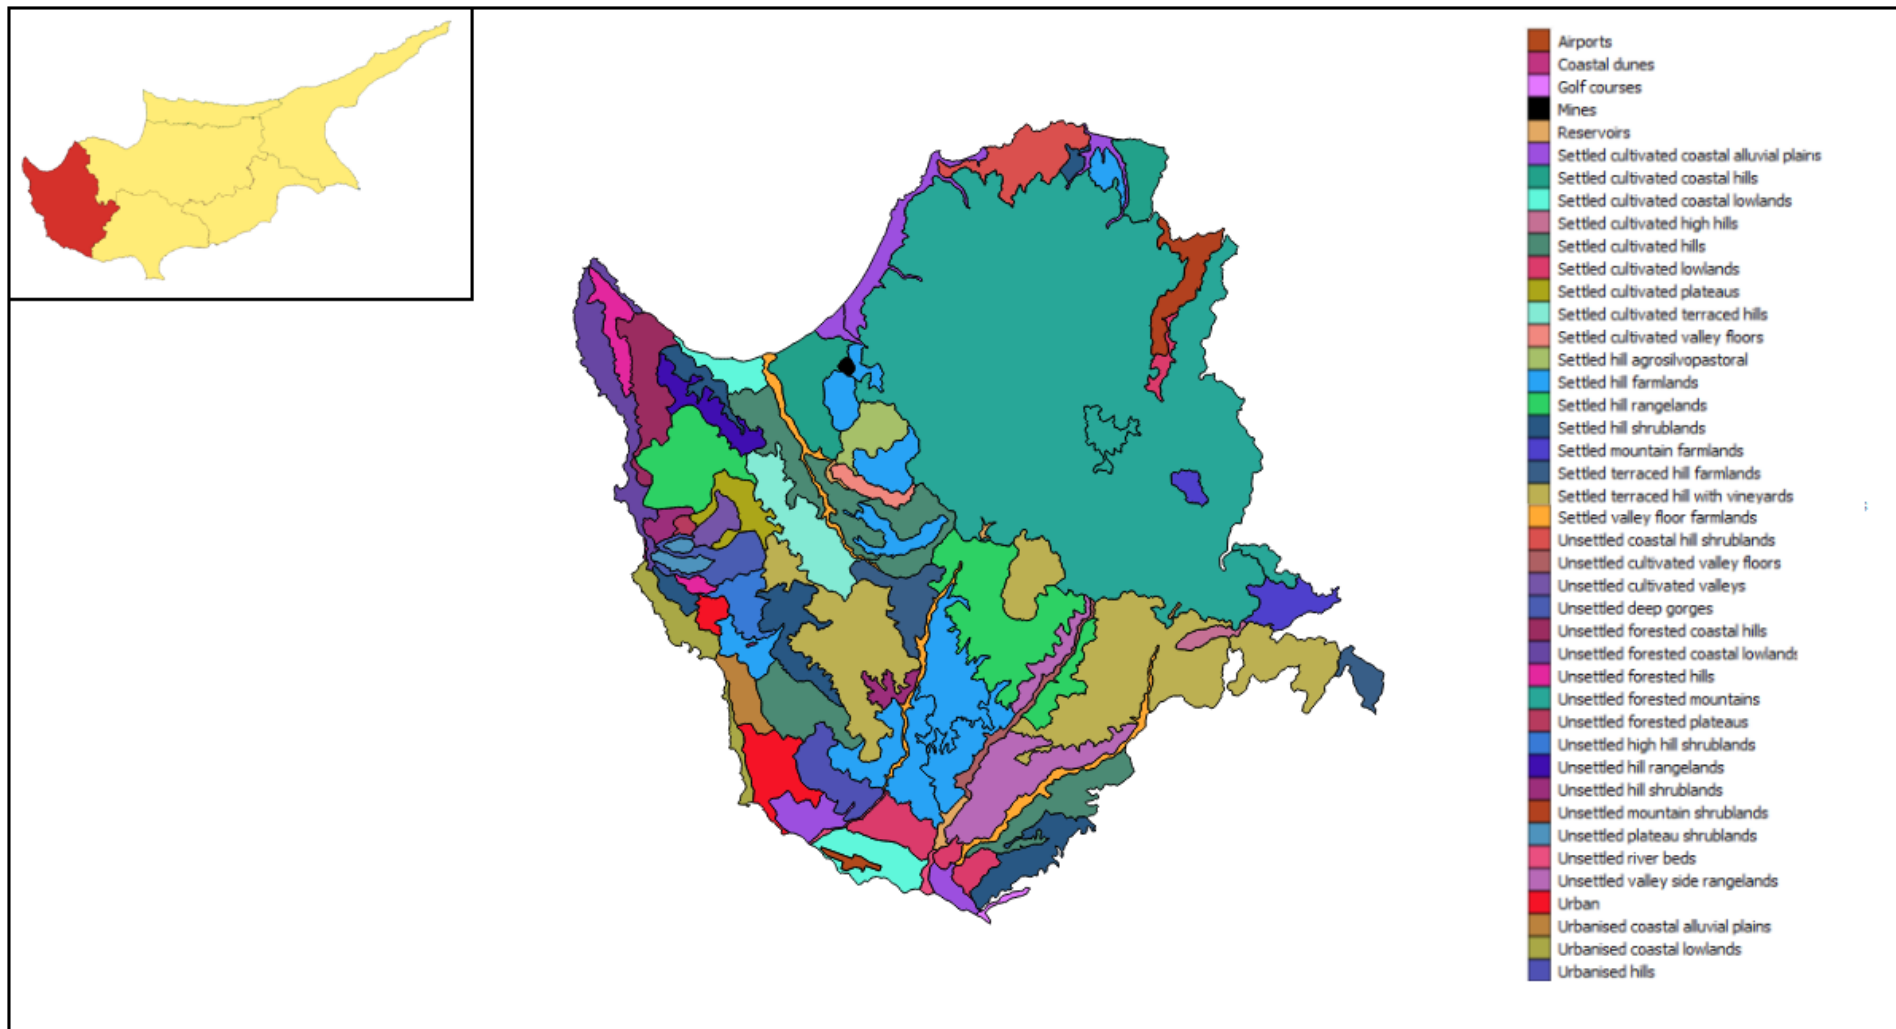 Airports
Coastal dunes
Golf courses
Mines
Reservoirs
Settled cultivated coastal alluvial plains
Settled cultivated coastal hills
Settled cultivated coastal lowlands
Settled cultivated high hills
Settled cultivated hills
Settled cultivated lowlands
Settled cultivated plateaus
Settled cultivated terraced hills
Settled cultivated valley floors
Settled hill agrosilvopastoral
Settled hill farmlands
Settled hill rangelands
Settled hill shrublands
Settled mountain farmlands
Settled terraced hill farmlands
Settled terraced hill with vineyards
Settled valley floor farmlands
Unsettled coastal hill shrublands
Unsettled cultivated valley floors
Unsettled cultivated valleys
Unsettled deep gorges
Unsettled forested coastal hills
Unsettled forested coastal lowlands
Unsettled forested hills
Unsettled forested mountains
Unsettled forested plateaus
Unsettled high hill shrublands
Unsettled hill rangelands
Unsettled hill shrublands
Unsettled mountain shrublands
Unsettled plateau shrublands
Unsettled river beds
Unsettled valley side rangelands
Urban
Urbanised coastal alluvial plains
Urbanised coastal lowlands
Urbanised hills